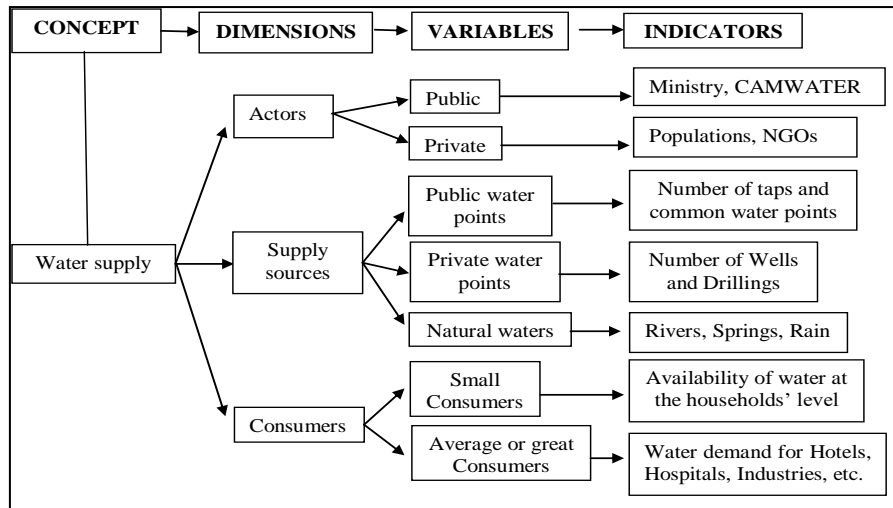 CONCEPT
DIMENSIONS
VARIABLES
INDICATORS
Water supply
Actors
Public
Ministry, CAMWATER
Private
Populations, NGOs
Supply
sources
Public water
points
Number of taps and
common water points
Private water
points
Number of Wells
and Drillings
Natural waters
Rivers, Springs, Rain
Consumers
Small
Consumers
Availability of water at
the households’ level
Average or great
Consumers
Water demand for Hotels,
Hospitals, Industries, etc.